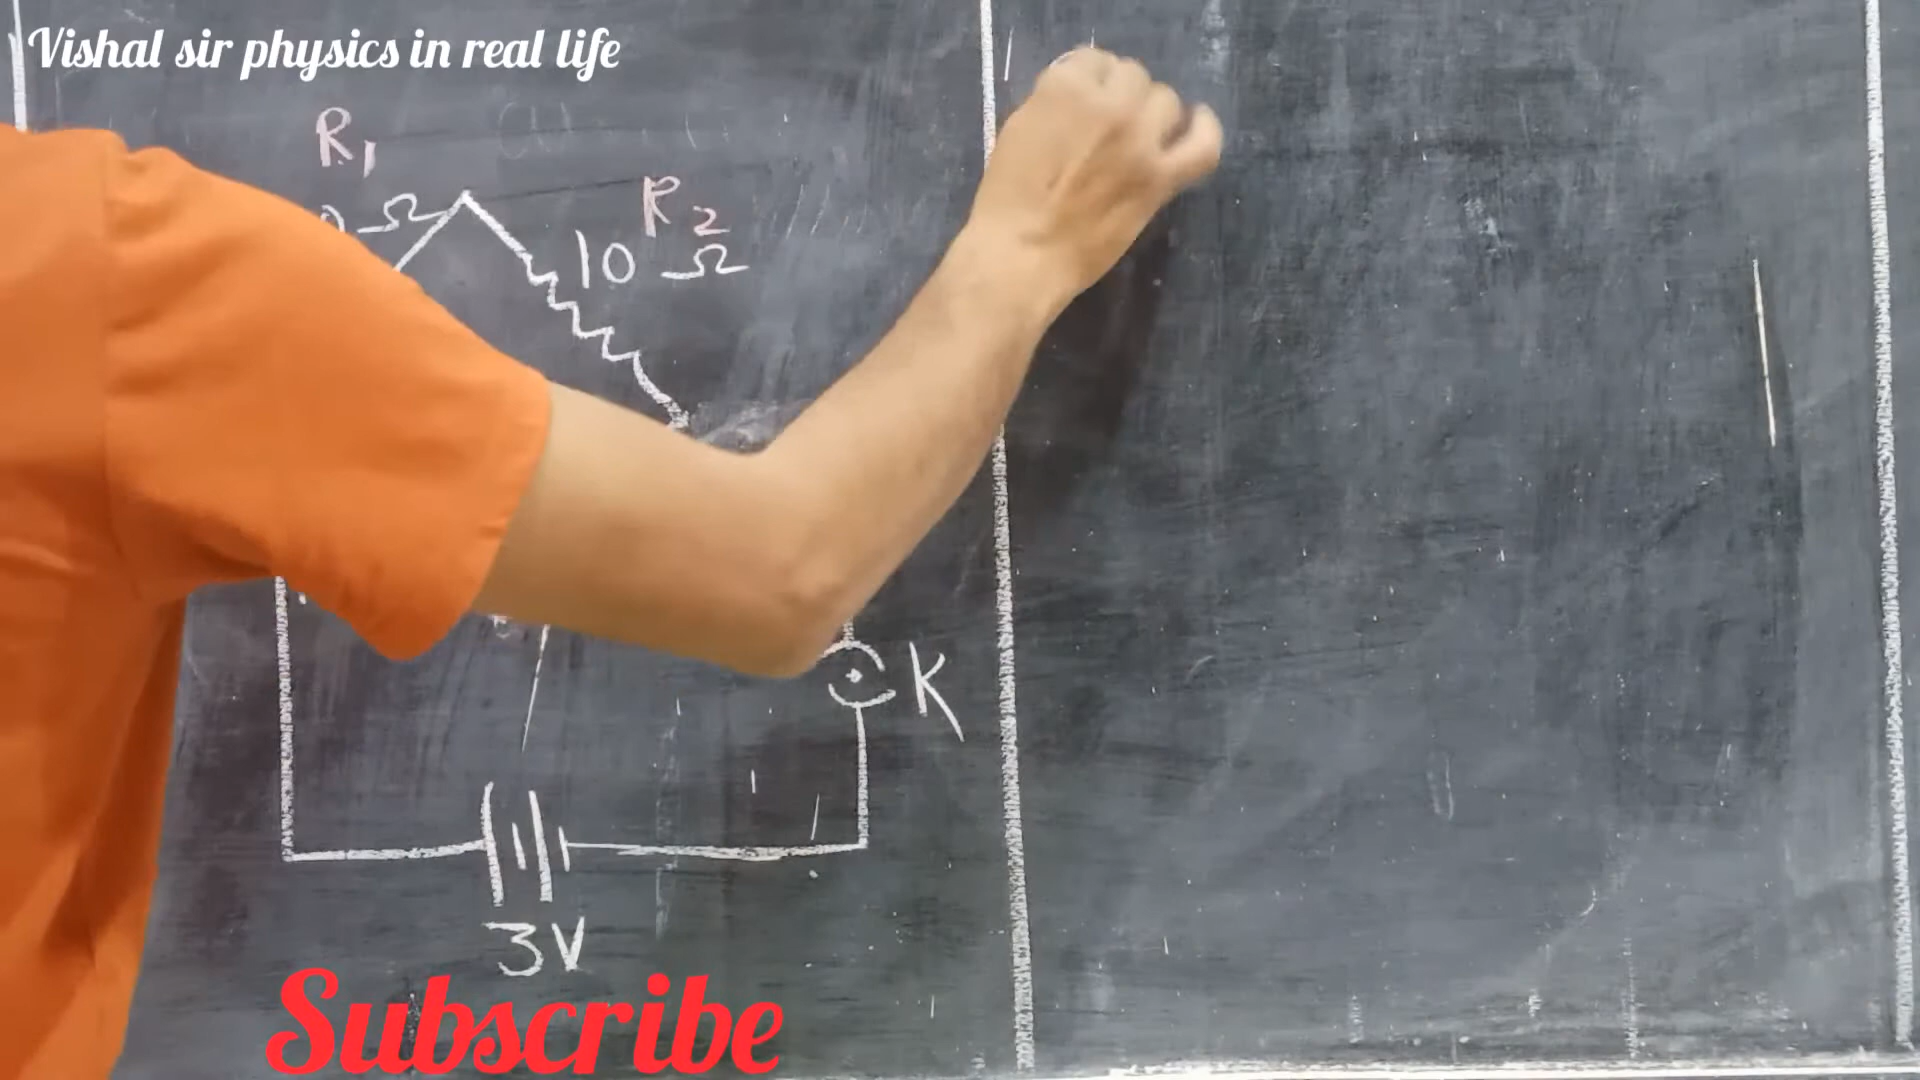 Vishal sir physics in real life
R1
Ω
R2
10 Ω
K
3V
Subscribe